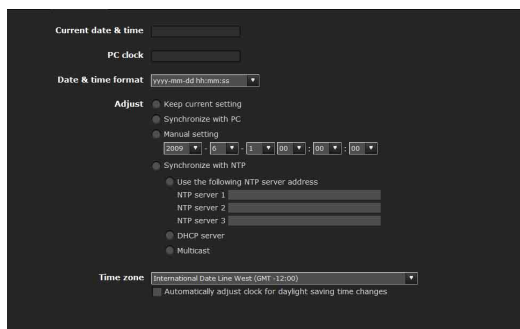 Current date & time
PC clock
Date & time format yyyy-mm-dd hh:mm:ss
Adjust Keep current setting
Synchronize with PC
Manual setting
2009 - 6 - 1 00 : 00 : 00
Synchronize with NTP
Use the following NTP server address
NTP server 1
NTP server 2
NTP server 3
DHCP server
Multicast
Time zone International Date Line West (GMT -12:00)
Automatically adjust clock for daylight saving time changes